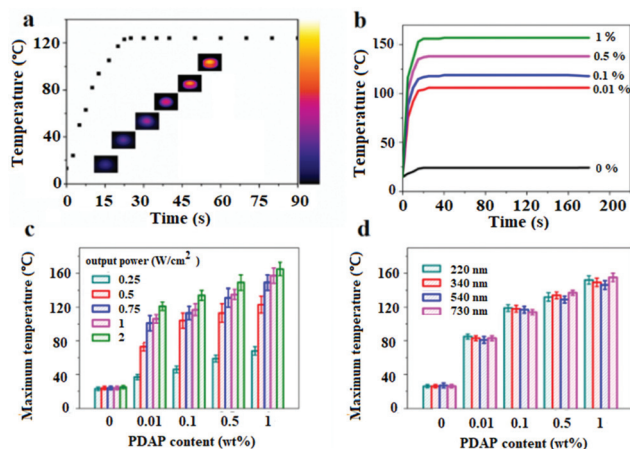 a
Temperature (°C)
120
80
40
0
0 15 30 45 60 75 90
Time (s)
b
Temperature (°C)
150
100
50
0
1 %
0.5 %
0.1 %
0.01 %
0 %
0 50 100 150 200
Time (s)
c
Maximum temperature (°C)
160
120
80
40
0
output power (W/cm²)
0.25
0.5
0.75
1
2
0 0.01 0.1 0.5 1
PDAP content (wt%)
d
Maximum temperature (°C)
160
120
80
40
0
220 nm
340 nm
540 nm
730 nm
0 0.01 0.1 0.5 1
PDAP content (wt%)